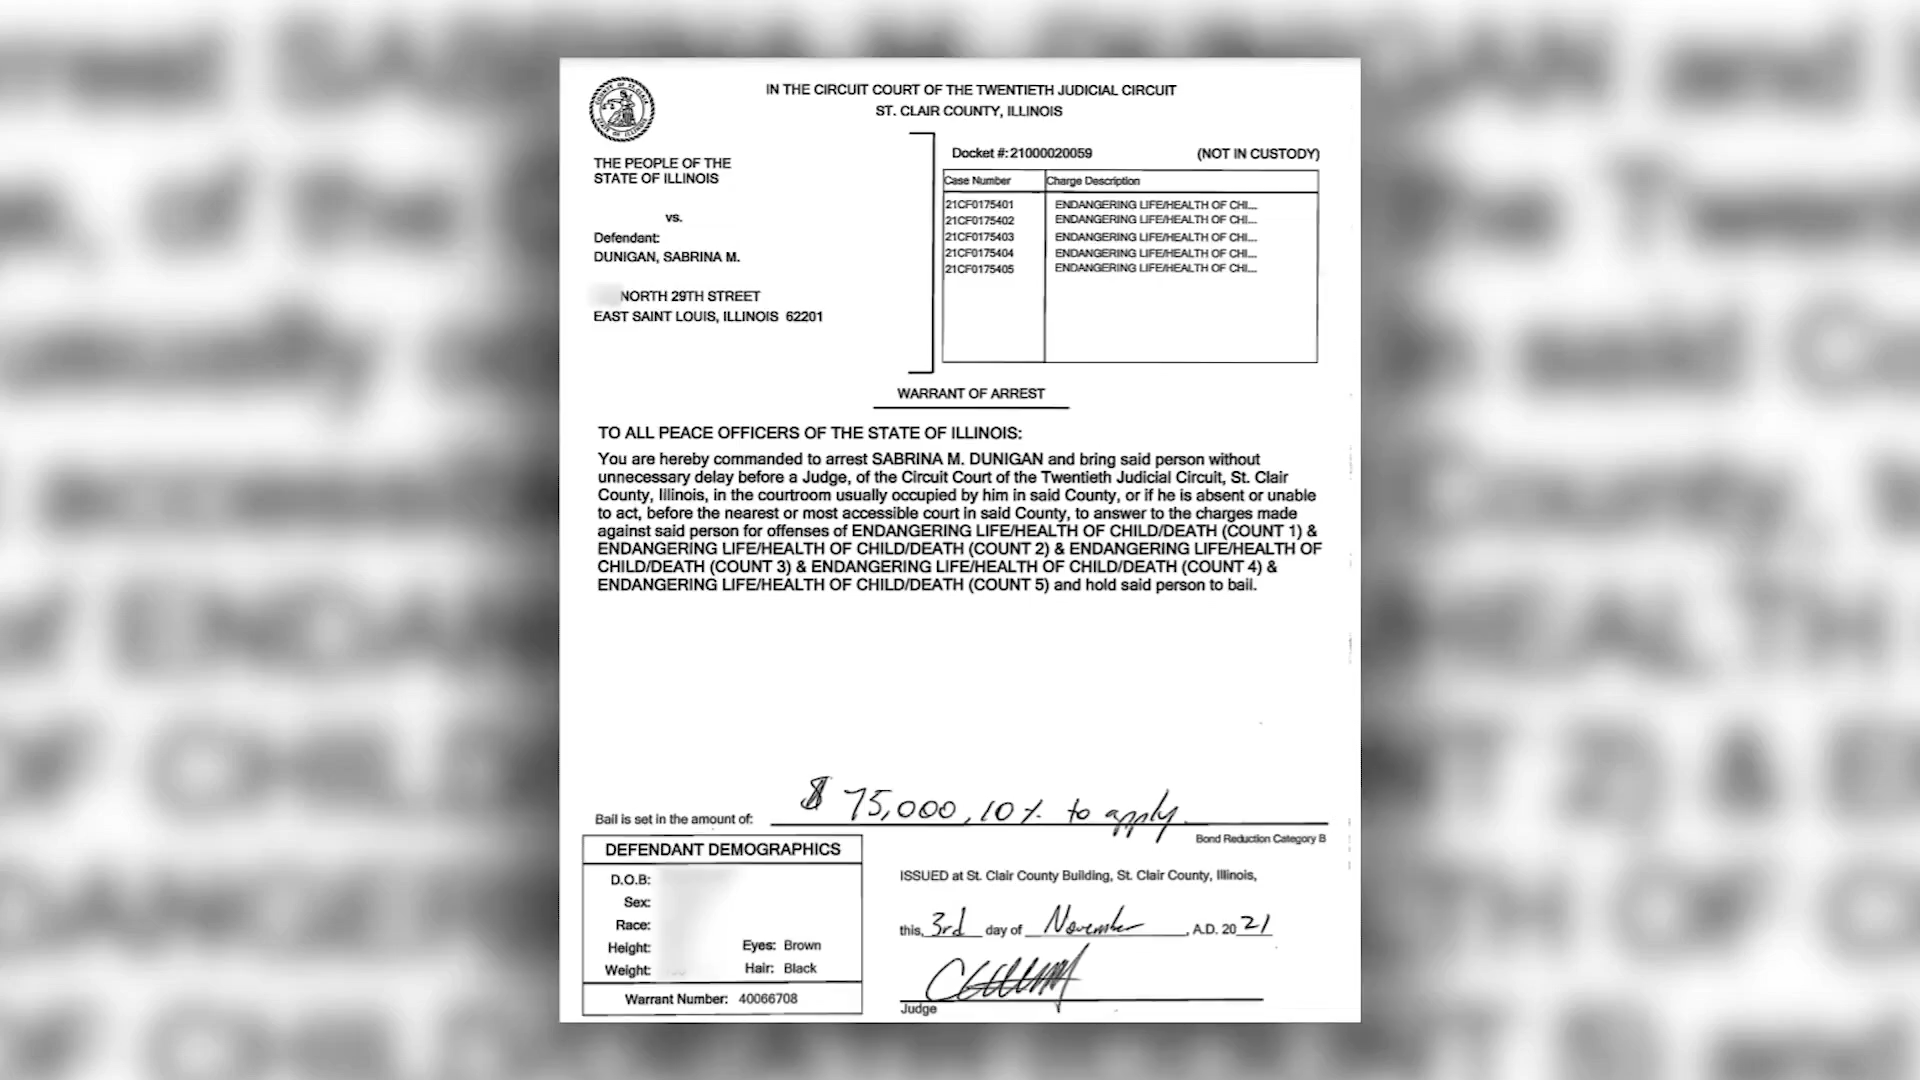 IN THE CIRCUIT COURT OF THE TWENTIETH JUDICIAL CIRCUIT
ST. CLAIR COUNTY, ILLINOIS
THE PEOPLE OF THE
STATE OF ILLINOIS
vs.
Defendant:
DUNIGAN, SABRINA M.
NORTH 29TH STREET
EAST SAINT LOUIS, ILLINOIS 62201
Docket #: 21000020059 (NOT IN CUSTODY)
Case Number Charge Description
21CF0175401 ENDANGERING LIFE/HEALTH OF CHI...
21CF0175402 ENDANGERING LIFE/HEALTH OF CHI...
21CF0175403 ENDANGERING LIFE/HEALTH OF CHI...
21CF0175404 ENDANGERING LIFE/HEALTH OF CHI...
21CF0175405 ENDANGERING LIFE/HEALTH OF CHI...
WARRANT OF ARREST
TO ALL PEACE OFFICERS OF THE STATE OF ILLINOIS:
You are hereby commanded to arrest SABRINA M. DUNIGAN and bring said person without
unnecessary delay before a Judge, of the Circuit Court of the Twentieth Judicial Circuit, St. Clair
County, Illinois, in the courtroom usually occupied by him in said County, or if he is absent or unable
to act, before the nearest or most accessible court in said County, to answer to the charges made
against said person for offenses of ENDANGERING LIFE/HEALTH OF CHILD/DEATH (COUNT 1) &
ENDANGERING LIFE/HEALTH OF CHILD/DEATH (COUNT 2) & ENDANGERING LIFE/HEALTH OF
CHILD/DEATH (COUNT 3) & ENDANGERING LIFE/HEALTH OF CHILD/DEATH (COUNT 4) &
ENDANGERING LIFE/HEALTH OF CHILD/DEATH (COUNT 5) and hold said person to bail.
Bail is set in the amount of: $ 75,000, 10% to apply
Bond Reduction Category B
DEFENDANT DEMOGRAPHICS
D.O.B:
Sex:
Race:
Height: Eyes: Brown
Weight: Hair: Black
Warrant Number: 40066708
ISSUED at St. Clair County Building, St. Clair County, Illinois,
this, 3rd day of November, A.D. 2021
Judge